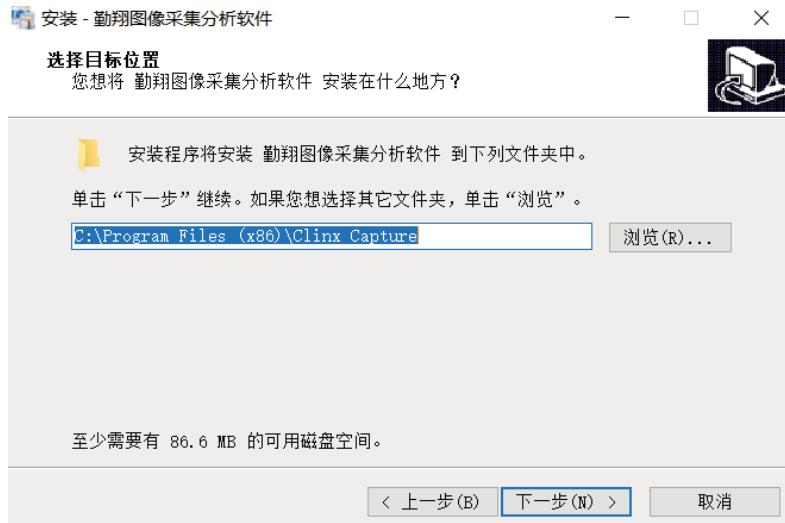 安装 - 勤翔图像采集分析软件
选择目标位置
您想将 勤翔图像采集分析软件 安装在什么地方？
安装程序将安装 勤翔图像采集分析软件 到下列文件夹中。
单击“下一步”继续。如果您想选择其它文件夹，单击“浏览”。
C:\Program Files (x86)\Clinx Capture
浏览(R)...
至少需要有 86.6 MB 的可用磁盘空间。
< 上一步(B)
下一步(N) >
取消